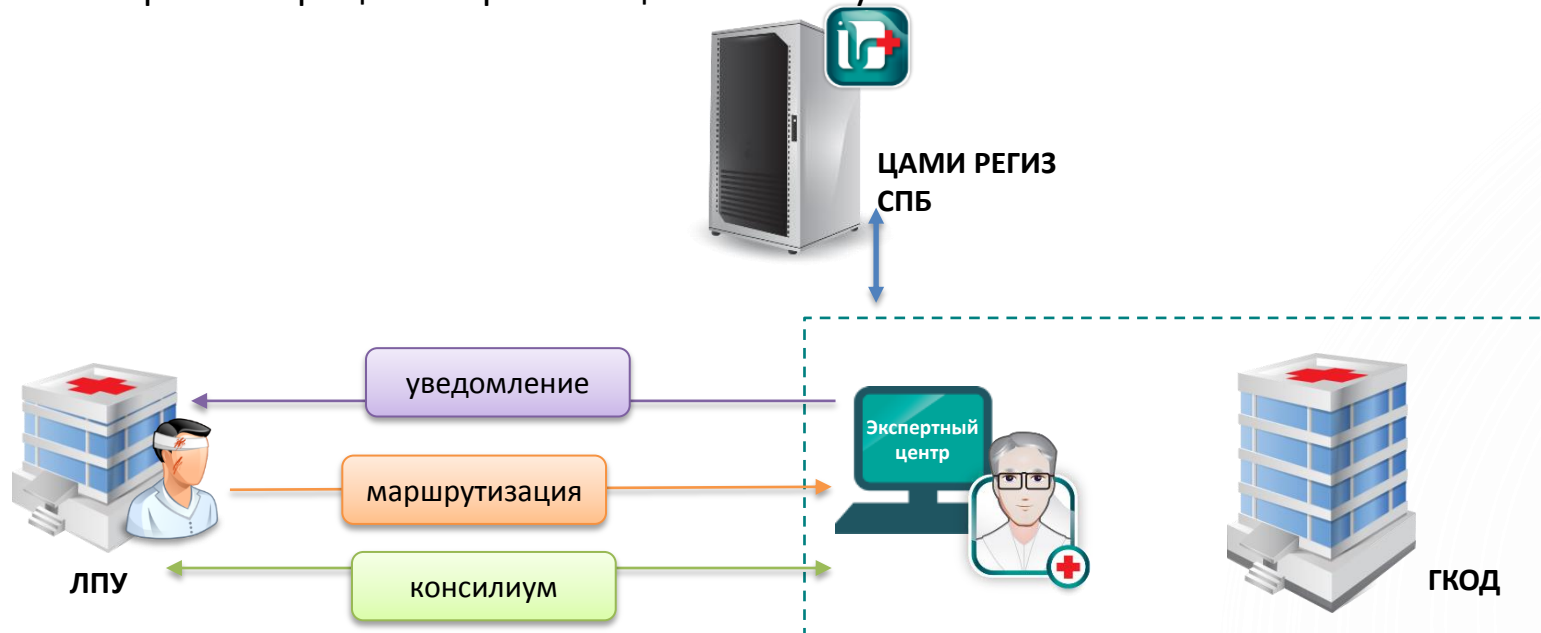 ЦАМИ РЕГИЗ
СПБ
уведомление
Экспертный
центр
маршрутизация
консилиум
ЛПУ
ГКОД